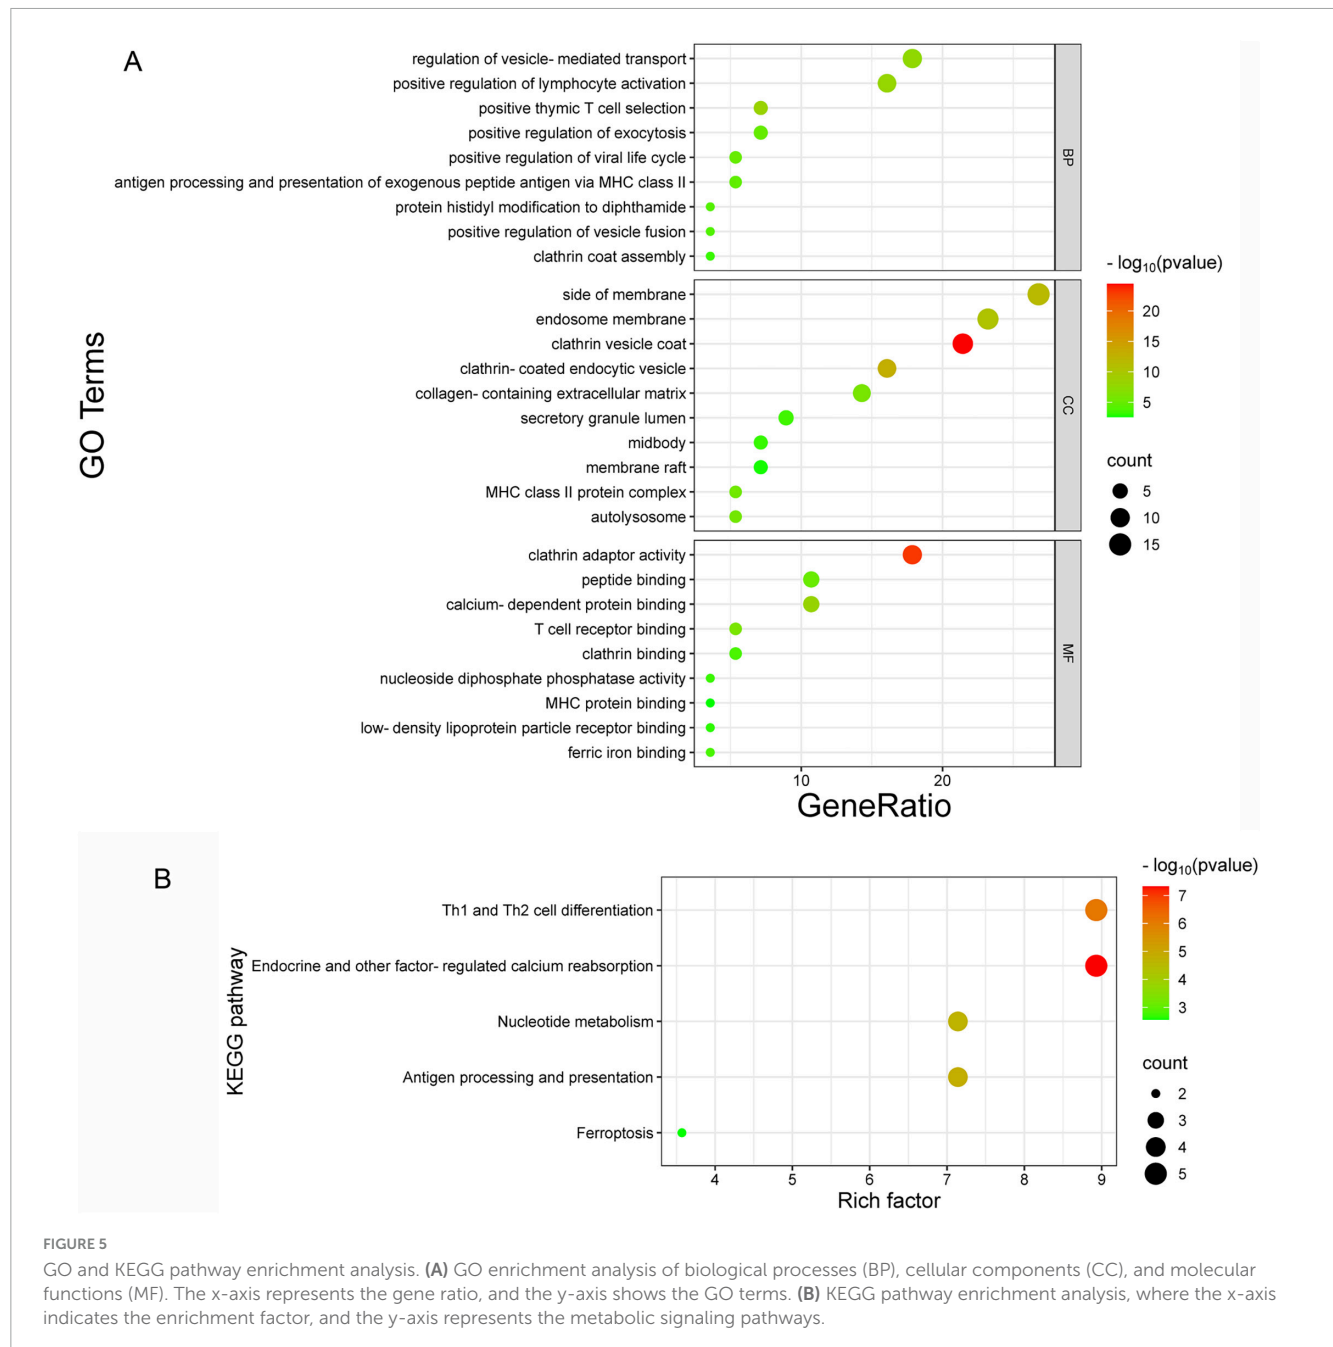 A
regulation of vesicle- mediated transport
positive regulation of lymphocyte activation
positive thymic T cell selection
positive regulation of exocytosis
positive regulation of viral life cycle
antigen processing and presentation of exogenous peptide antigen via MHC class II
protein histidyl modification to diphthamide
positive regulation of vesicle fusion
clathrin coat assembly
BP
side of membrane
endosome membrane
clathrin vesicle coat
clathrin- coated endocytic vesicle
collagen- containing extracellular matrix
secretory granule lumen
midbody
membrane raft
MHC class II protein complex
autolysosome
CC
clathrin adaptor activity
peptide binding
calcium- dependent protein binding
T cell receptor binding
clathrin binding
nucleoside diphosphate phosphatase activity
MHC protein binding
low- density lipoprotein particle receptor binding
ferric iron binding
MF
GO Terms
10 20
GeneRatio
- log10(pvalue)
20
15
10
5
count
5
10
15
B
Th1 and Th2 cell differentiation
Endocrine and other factor- regulated calcium reabsorption
Nucleotide metabolism
Antigen processing and presentation
Ferroptosis
KEGG pathway
4 5 6 7 8 9
Rich factor
- log10(pvalue)
7
6
5
4
3
count
2
3
4
5
FIGURE 5
GO and KEGG pathway enrichment analysis. (A) GO enrichment analysis of biological processes (BP), cellular components (CC), and molecular
functions (MF). The x-axis represents the gene ratio, and the y-axis shows the GO terms. (B) KEGG pathway enrichment analysis, where the x-axis
indicates the enrichment factor, and the y-axis represents the metabolic signaling pathways.